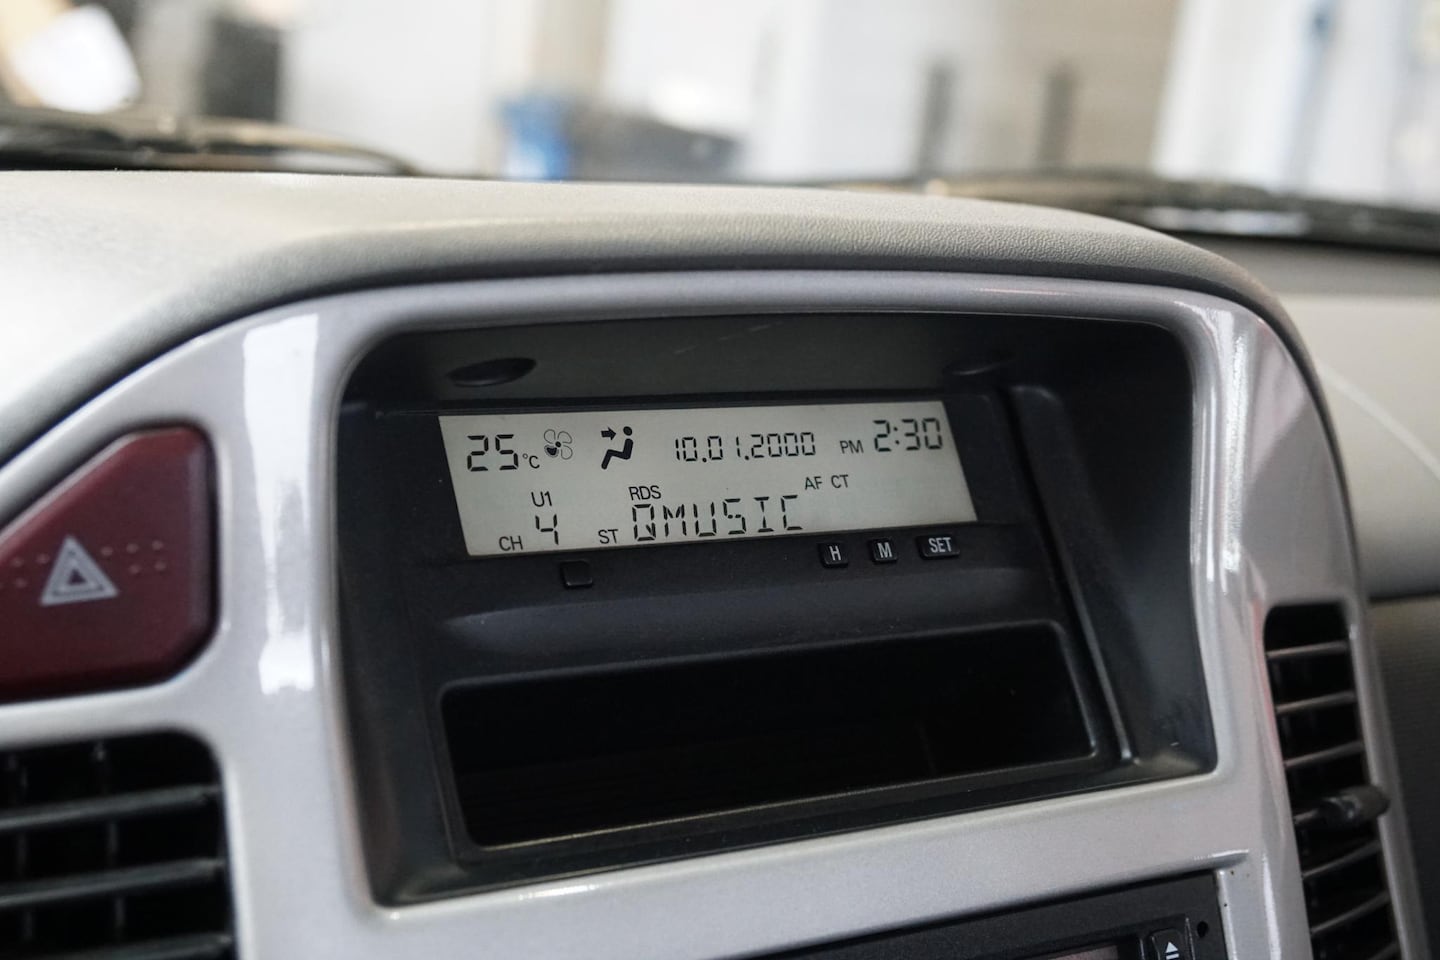 25°C 10.01.2000 PM 2:30
U1 RDS AF CT
CH 4 ST QMUSIC
H M SET